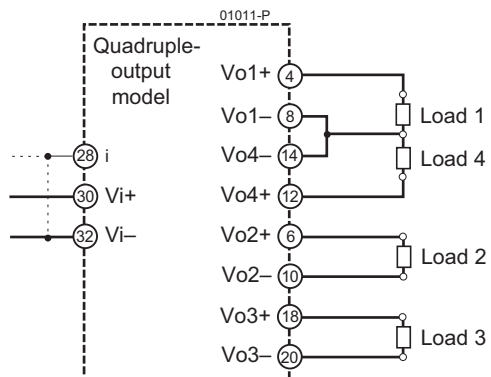 01011-P
Quadruple-
output
model
Vo1+ 4
Vo1– 8
Load 1
Vo4– 14
Load 4
28 i
Vo4+ 12
30 Vi+
32 Vi–
Vo2+ 6
Load 2
Vo2– 10
Vo3+ 18
Load 3
Vo3– 20